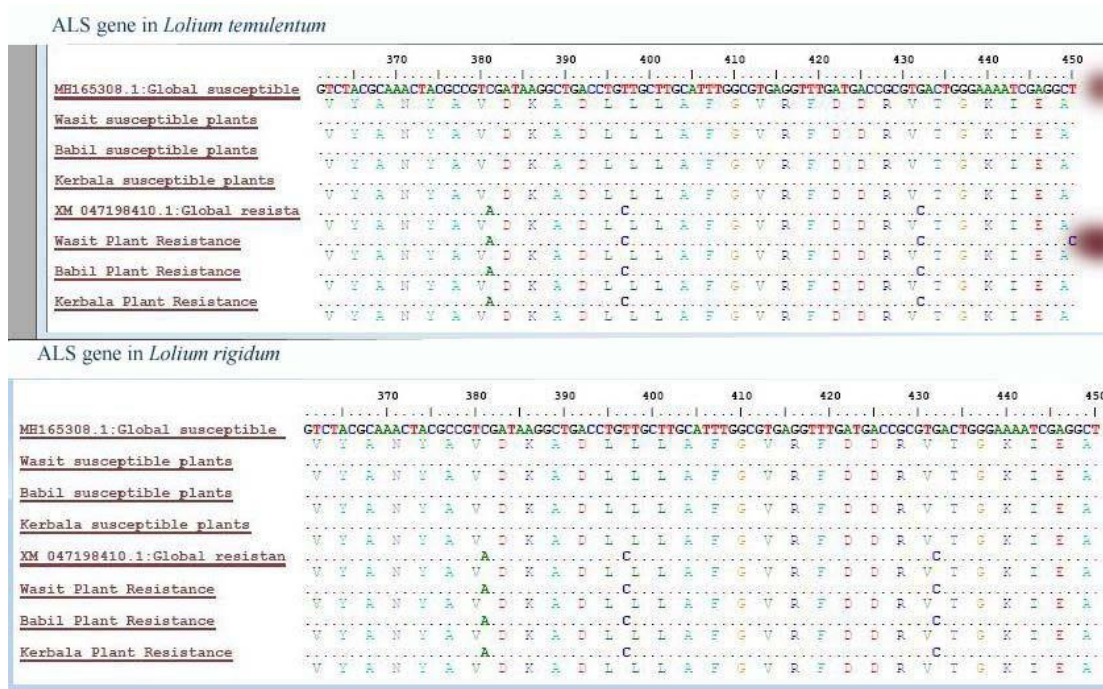 ALS gene in Lolium temulentum
370 380 390 400 410 420 430 440 450
MH165308.1:Global susceptible GTCTACGCAAACTACGCCGTCGATAAGGCTGACCTGTTGCTTGCATTTGGCGTGAGGTTTGATGACCGCGTGACTGGGAAAATCGAGGCT
V Y A N Y A V D K A D L L L A F G V R F D D R V T G K I E A
Wasit susceptible plants
V Y A N Y A V D K A D L L L A F G V R F D D R V T G K I E A
Babil susceptible plants
V Y A N Y A V D K A D L L L A F G V R F D D R V T G K I E A
Kerbala susceptible plants
V Y A N Y A V D K A D L L L A F G V R F D D R V T G K I E A
XM 047198410.1:Global resista ....................A...............C..................................C..................
V Y A N Y A V D K A D L L L A F G V R F D D R V T G K I E A
Wasit Plant Resistance ....................A...............C..................................C.................C
V Y A N Y A V D K A D L L L A F G V R F D D R V T G K I E A
Babil Plant Resistance ....................A...............C..................................C..................
V Y A N Y A V D K A D L L L A F G V R F D D R V T G K I E A
Kerbala Plant Resistance ....................A...............C..................................C..................
V Y A N Y A V D K A D L L L A F G V R F D D R V T G K I E A
ALS gene in Lolium rigidum
370 380 390 400 410 420 430 440 450
MH165308.1:Global susceptible GTCTACGCAAACTACGCCGTCGATAAGGCTGACCTGTTGCTTGCATTTGGCGTGAGGTTTGATGACCGCGTGACTGGGAAAATCGAGGCT
V Y A N Y A V D K A D L L L A F G V R F D D R V T G K I E A
Wasit susceptible plants
V Y A N Y A V D K A D L L L A F G V R F D D R V T G K I E A
Babil susceptible plants
V Y A N Y A V D K A D L L L A F G V R F D D R V T G K I E A
Kerbala susceptible plants
V Y A N Y A V D K A D L L L A F G V R F D D R V T G K I E A
XM 047198410.1:Global resistan ....................A...............C..................................C..................
V Y A N Y A V D K A D L L L A F G V R F D D R V T G K I E A
Wasit Plant Resistance ....................A...............C..................................C..................
V Y A N Y A V D K A D L L L A F G V R F D D R V T G K I E A
Babil Plant Resistance ....................A...............C..................................C..................
V Y A N Y A V D K A D L L L A F G V R F D D R V T G K I E A
Kerbala Plant Resistance ....................A...............C..................................C..................
V Y A N Y A V D K A D L L L A F G V R F D D R V T G K I E A